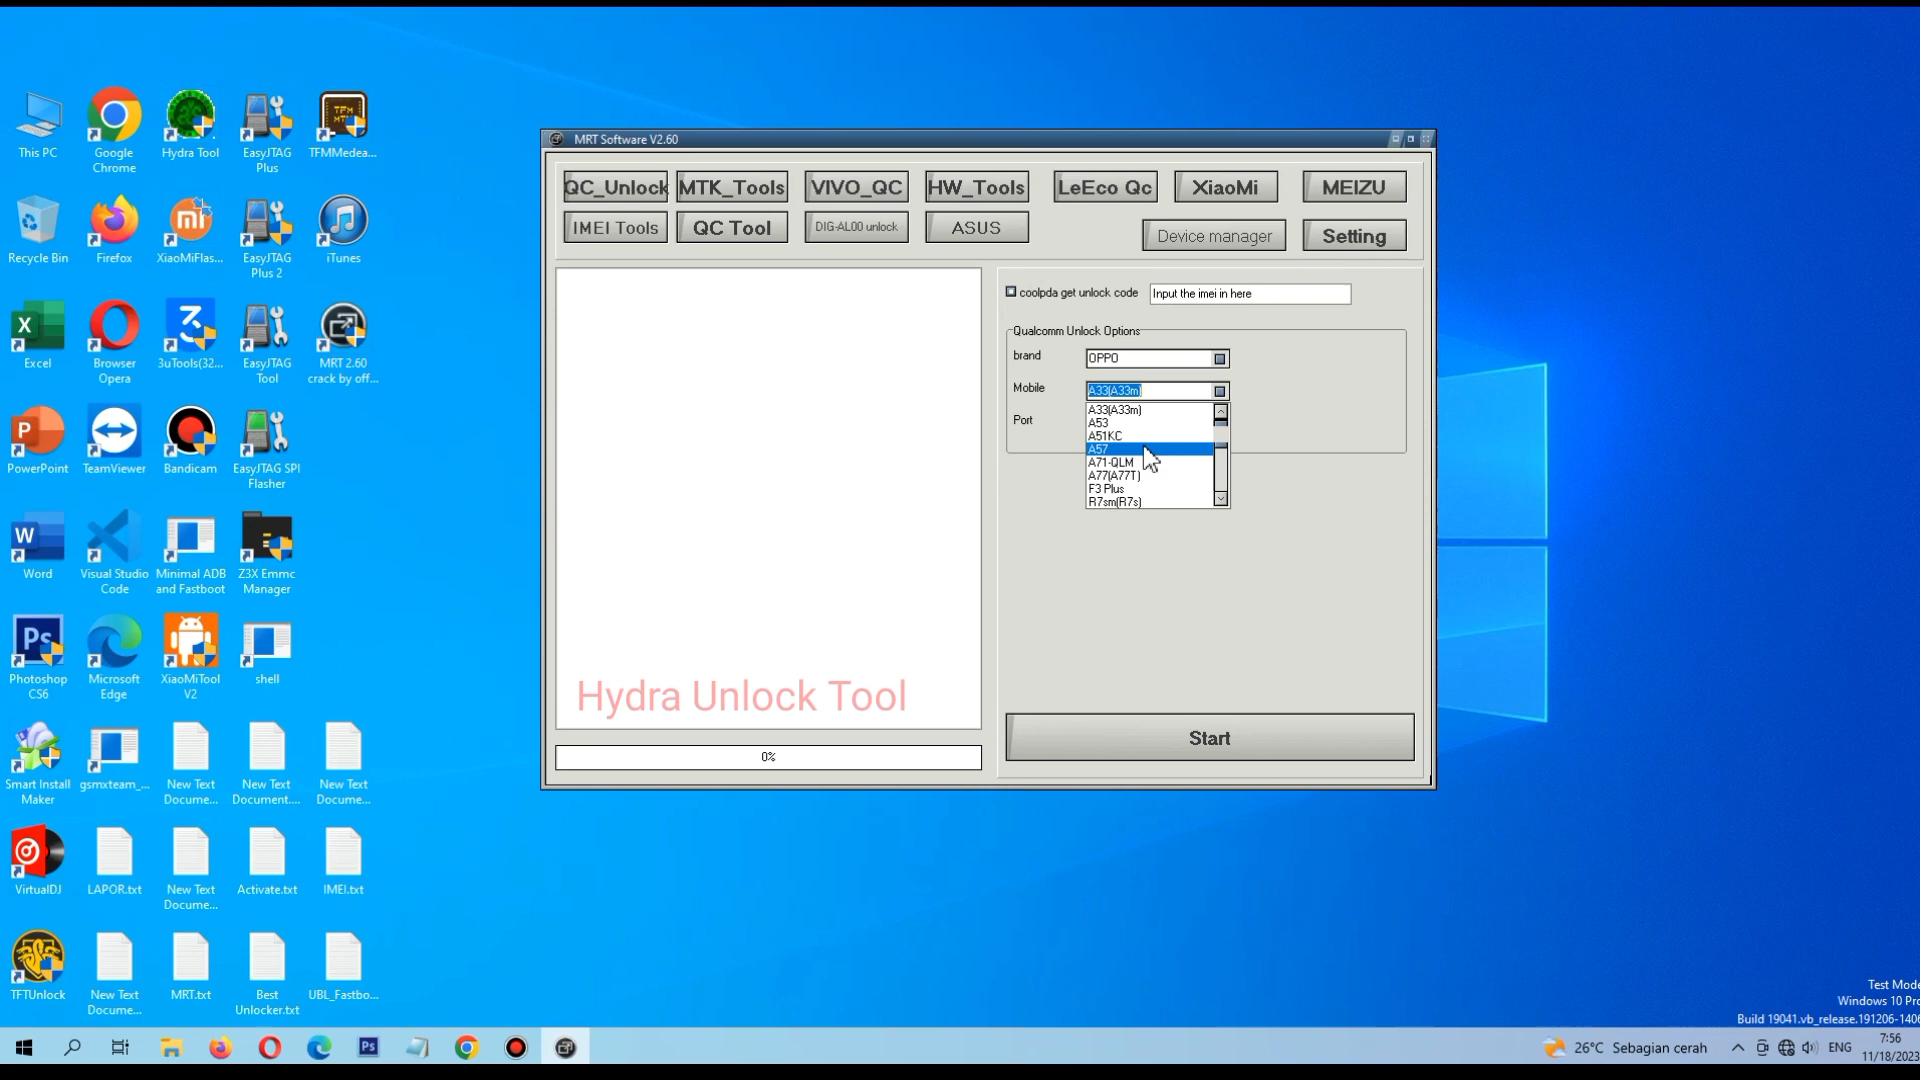 This PC
Google
Chrome
Hydra Tool
EasyJTAG
Plus
TFMMedea...
Recycle Bin
Firefox
XiaoMiFlas...
EasyJTAG
Plus 2
iTunes
Excel
Browser
Opera
3uTools(32...
EasyJTAG
Tool
MRT 2.60
crack by off...
PowerPoint
TeamViewer
Bandicam
EasyJTAG SPI
Flasher
Word
Visual Studio
Code
Minimal ADB
and Fastboot
Z3X Emmc
Manager
Photoshop
CS6
Microsoft
Edge
XiaoMiTool
V2
shell
Smart Install
Maker
gsmxteam_...
New Text
Docume...
New Text
Document....
New Text
Docume...
VirtualDJ
LAPOR.txt
New Text
Docume...
Activate.txt
IMEI.txt
TFTUnlock
New Text
Docume...
MRT.txt
Best
Unlocker.txt
UBL_Fastbo...
MRT Software V2.60
QC_Unlock
MTK_Tools
VIVO_QC
HW_Tools
LeEco Qc
XiaoMi
MEIZU
IMEI Tools
QC Tool
DIG-AL00 unlock
ASUS
Device manager
Setting
coolpda get unlock code
Input the imei in here
Qualcomm Unlock Options
brand
OPPO
Mobile
A33(A33m)
Port
A33(A33m)
A53
A51KC
A57
A71-QLM
A77(A77T)
F3 Plus
R7sm(R7s)
Hydra Unlock Tool
0%
Start
Test Mode
Windows 10 Pro
Build 19041.vb_release.191206-1406
26°C Sebagian cerah
ENG
7:56
11/18/2023